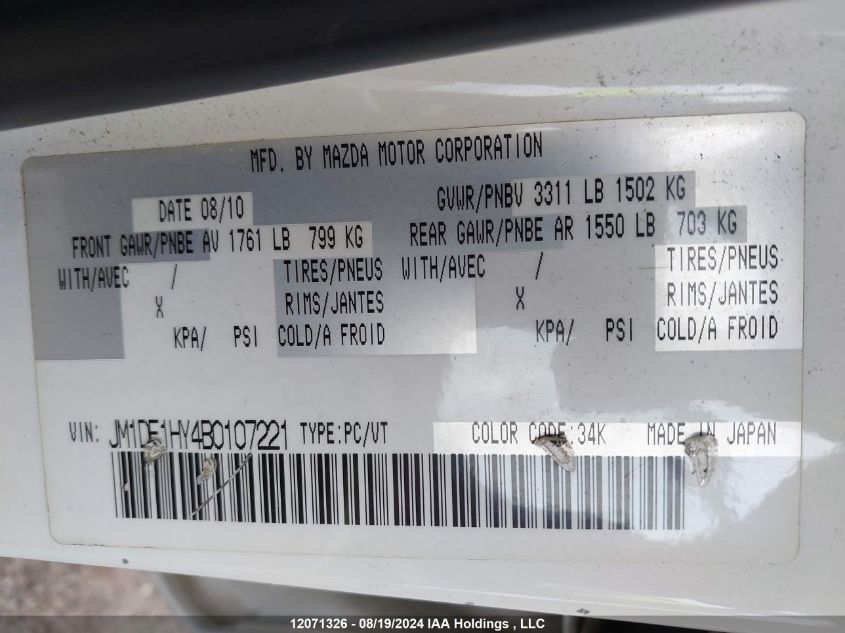 MFD. BY MAZDA MOTOR CORPORATION
DATE 08/10 GVWR/PNBV 3311 LB 1502 KG
FRONT GAWR/PNBE AV 1761 LB 799 KG REAR GAWR/PNBE AR 1550 LB 703 KG
WITH/AVEC / TIRES/PNEUS WITH/AVEC / TIRES/PNEUS
X RIMS/JANTES X RIMS/JANTES
KPA/ PSI COLD/A FROID KPA/ PSI COLD/A FROID
VIN: JM1DE1HY4B0107221 TYPE:PC/VT COLOR CODE:34K MADE IN JAPAN
12071326 - 08/19/2024 IAA Holdings , LLC